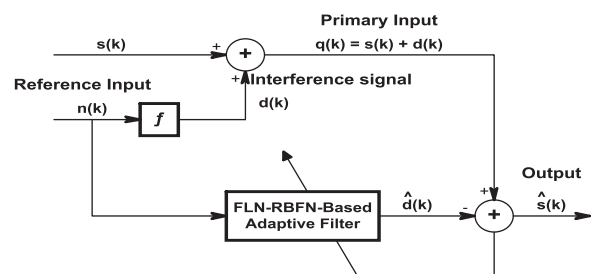 Primary Input
s(k)
+
+
q(k) = s(k) + d(k)
+
Interference signal
Reference Input
d(k)
n(k)
f
Output
FLN-RBFN-Based
Adaptive Filter
d̂(k)
-
+
+
ŝ(k)